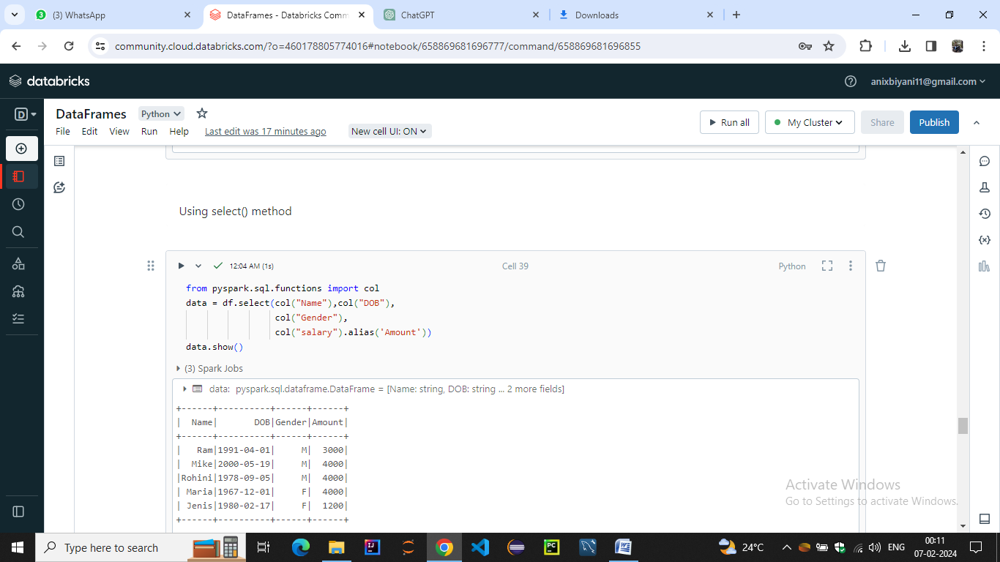 (3) WhatsApp
DataFrames - Databricks Comm
ChatGPT
Downloads
community.cloud.databricks.com/?o=460178805774016#notebook/658869681696777/command/658869681696855
databricks
anixbiyani11@gmail.com
D
DataFrames
Python
Run all
My Cluster
Share
Publish
File Edit View Run Help Last edit was 17 minutes ago New cell UI: ON
Using select() method
12:04 AM (1s)
Cell 39
Python
from pyspark.sql.functions import col
data = df.select(col("Name"),col("DOB"),
col("Gender"),
col("salary").alias('Amount'))
data.show()
(3) Spark Jobs
data: pyspark.sql.dataframe.DataFrame = [Name: string, DOB: string ... 2 more fields]
+------+----------+------+------+
|  Name|       DOB|Gender|Amount|
+------+----------+------+------+
|   Ram|1991-04-01|     M|  3000|
|  Mike|2000-05-19|     M|  4000|
|Rohini|1978-09-05|     M|  4000|
| Maria|1967-12-01|     F|  4000|
| Jenis|1980-02-17|     F|  1200|
+------+----------+------+------+
Activate Windows
Go to Settings to activate Windows.
Type here to search
24°C
ENG
00:11
07-02-2024